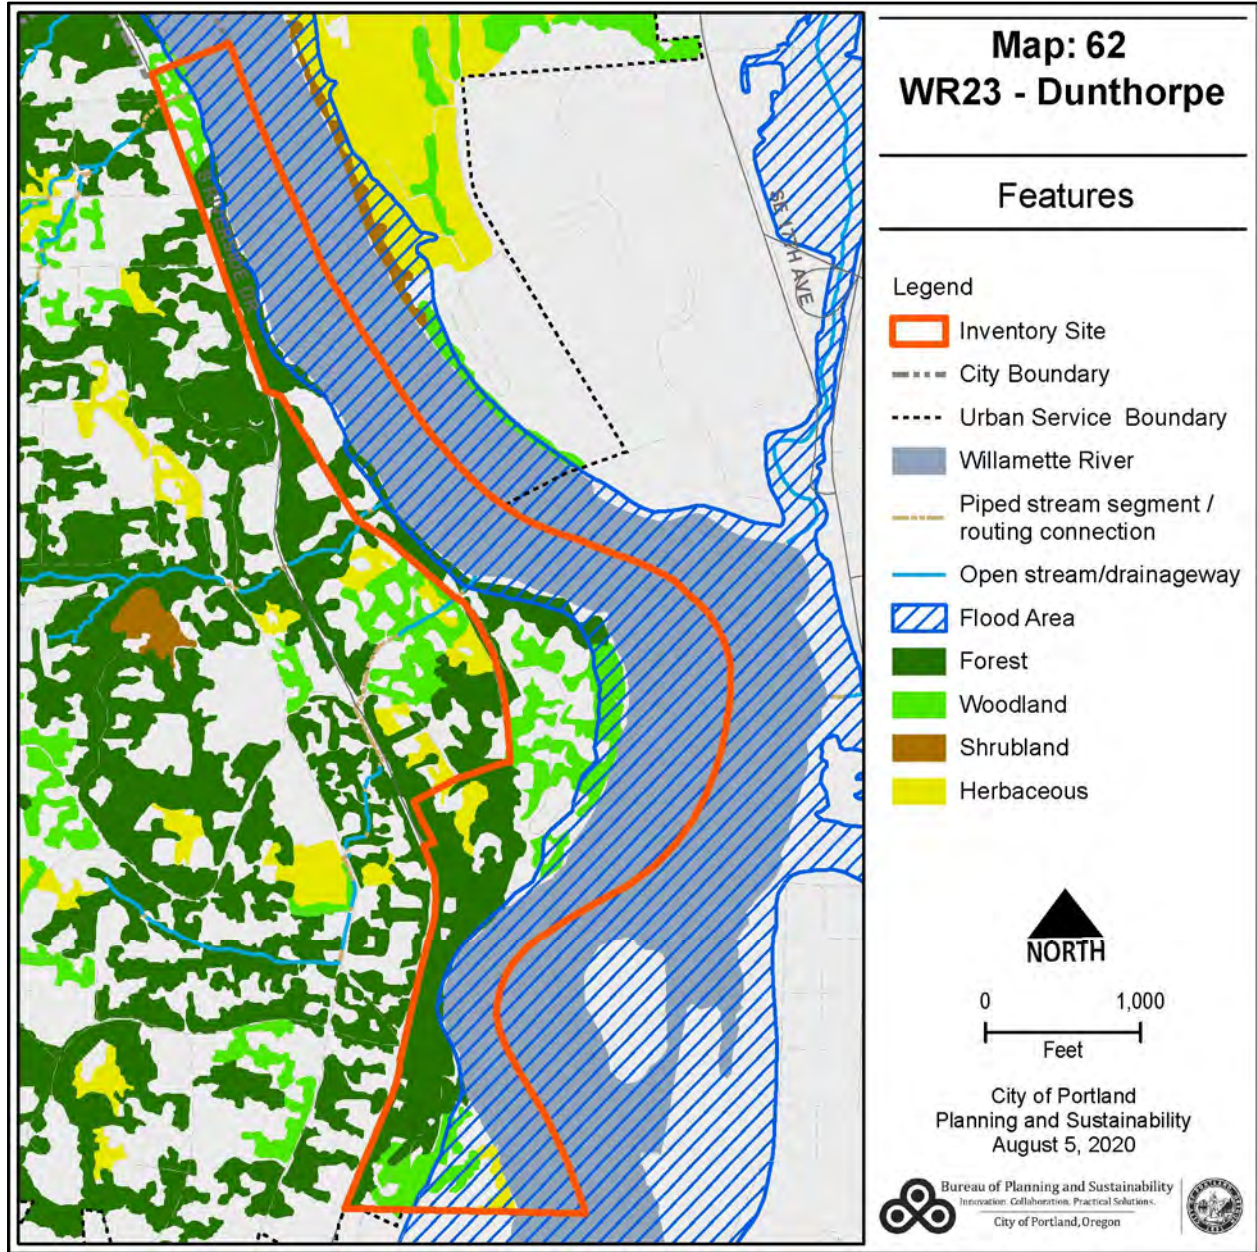 Map: 62
WR23 - Dunthorpe
Features
Legend
Inventory Site
City Boundary
Urban Service Boundary
Willamette River
Piped stream segment /
routing connection
Open stream/drainageway
Flood Area
Forest
Woodland
Shrubland
Herbaceous
NORTH
0 1,000
Feet
City of Portland
Planning and Sustainability
August 5, 2020
Bureau of Planning and Sustainability
Innovation. Collaboration. Practical Solutions.
City of Portland, Oregon
SE 17TH AVE